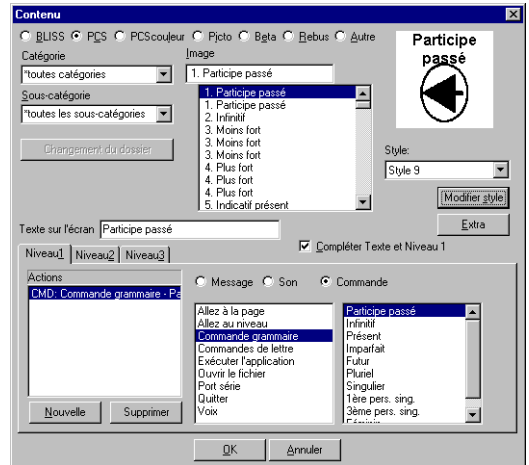 Contenu
BLISS PCS PCScouleur Picto Beta Rebus Autre
Catégorie
*toutes catégories
Sous-catégorie
*toutes les sous-catégories
Changement du dossier
Image
1. Participe passé
1. Participe passé
1. Participe passé
2. Infinitif
3. Moins fort
3. Moins fort
3. Moins fort
4. Plus fort
4. Plus fort
4. Plus fort
5. Indicatif présent
Participe
passé
Style:
Style 9
Modifier style
Extra
Texte sur l'écran Participe passé
Compléter Texte et Niveau 1
Niveau1 Niveau2 Niveau3
Actions
CMD: Commande grammaire - Pa
Nouvelle Supprimer
Message Son Commande
Allez à la page
Allez au niveau
Commande grammaire
Commandes de lettre
Exécuter l'application
Ouvrir le fichier
Port série
Quitter
Voix
Participe passé
Infinitif
Présent
Imparfait
Futur
Pluriel
Singulier
1ère pers. sing.
3ème pers. sing.
OK Annuler